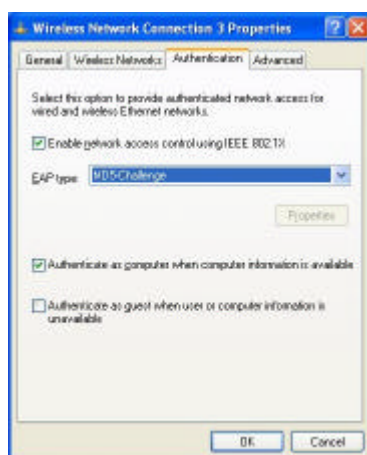 Wireless Network Connection 3 Properties
General Wireless Networks Authentication Advanced
Select this option to provide authenticated network access for
wired and wireless Ethernet networks.
Enable network access control using IEEE 802.1X
EAP type: MD5-Challenge
Properties
Authenticate as computer when computer information is available
Authenticate as guest when user or computer information is
unavailable
OK Cancel